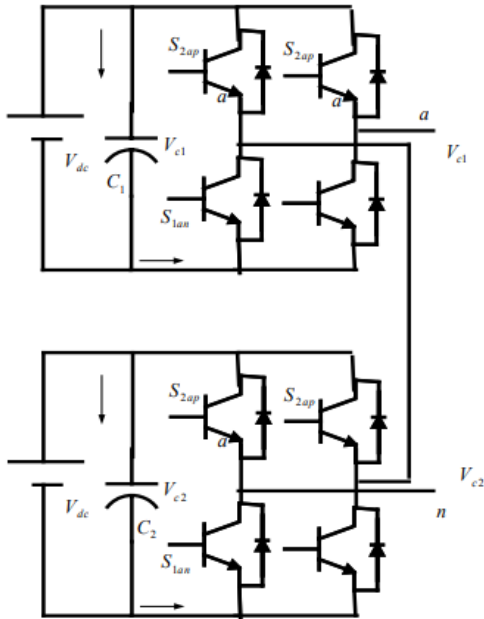 S2ap
S2ap
a
a
a
Vdc
Vc1
C1
Vc1
S1an
S2ap
S2ap
a
Vdc
Vc2
C2
Vc2
n
S1an